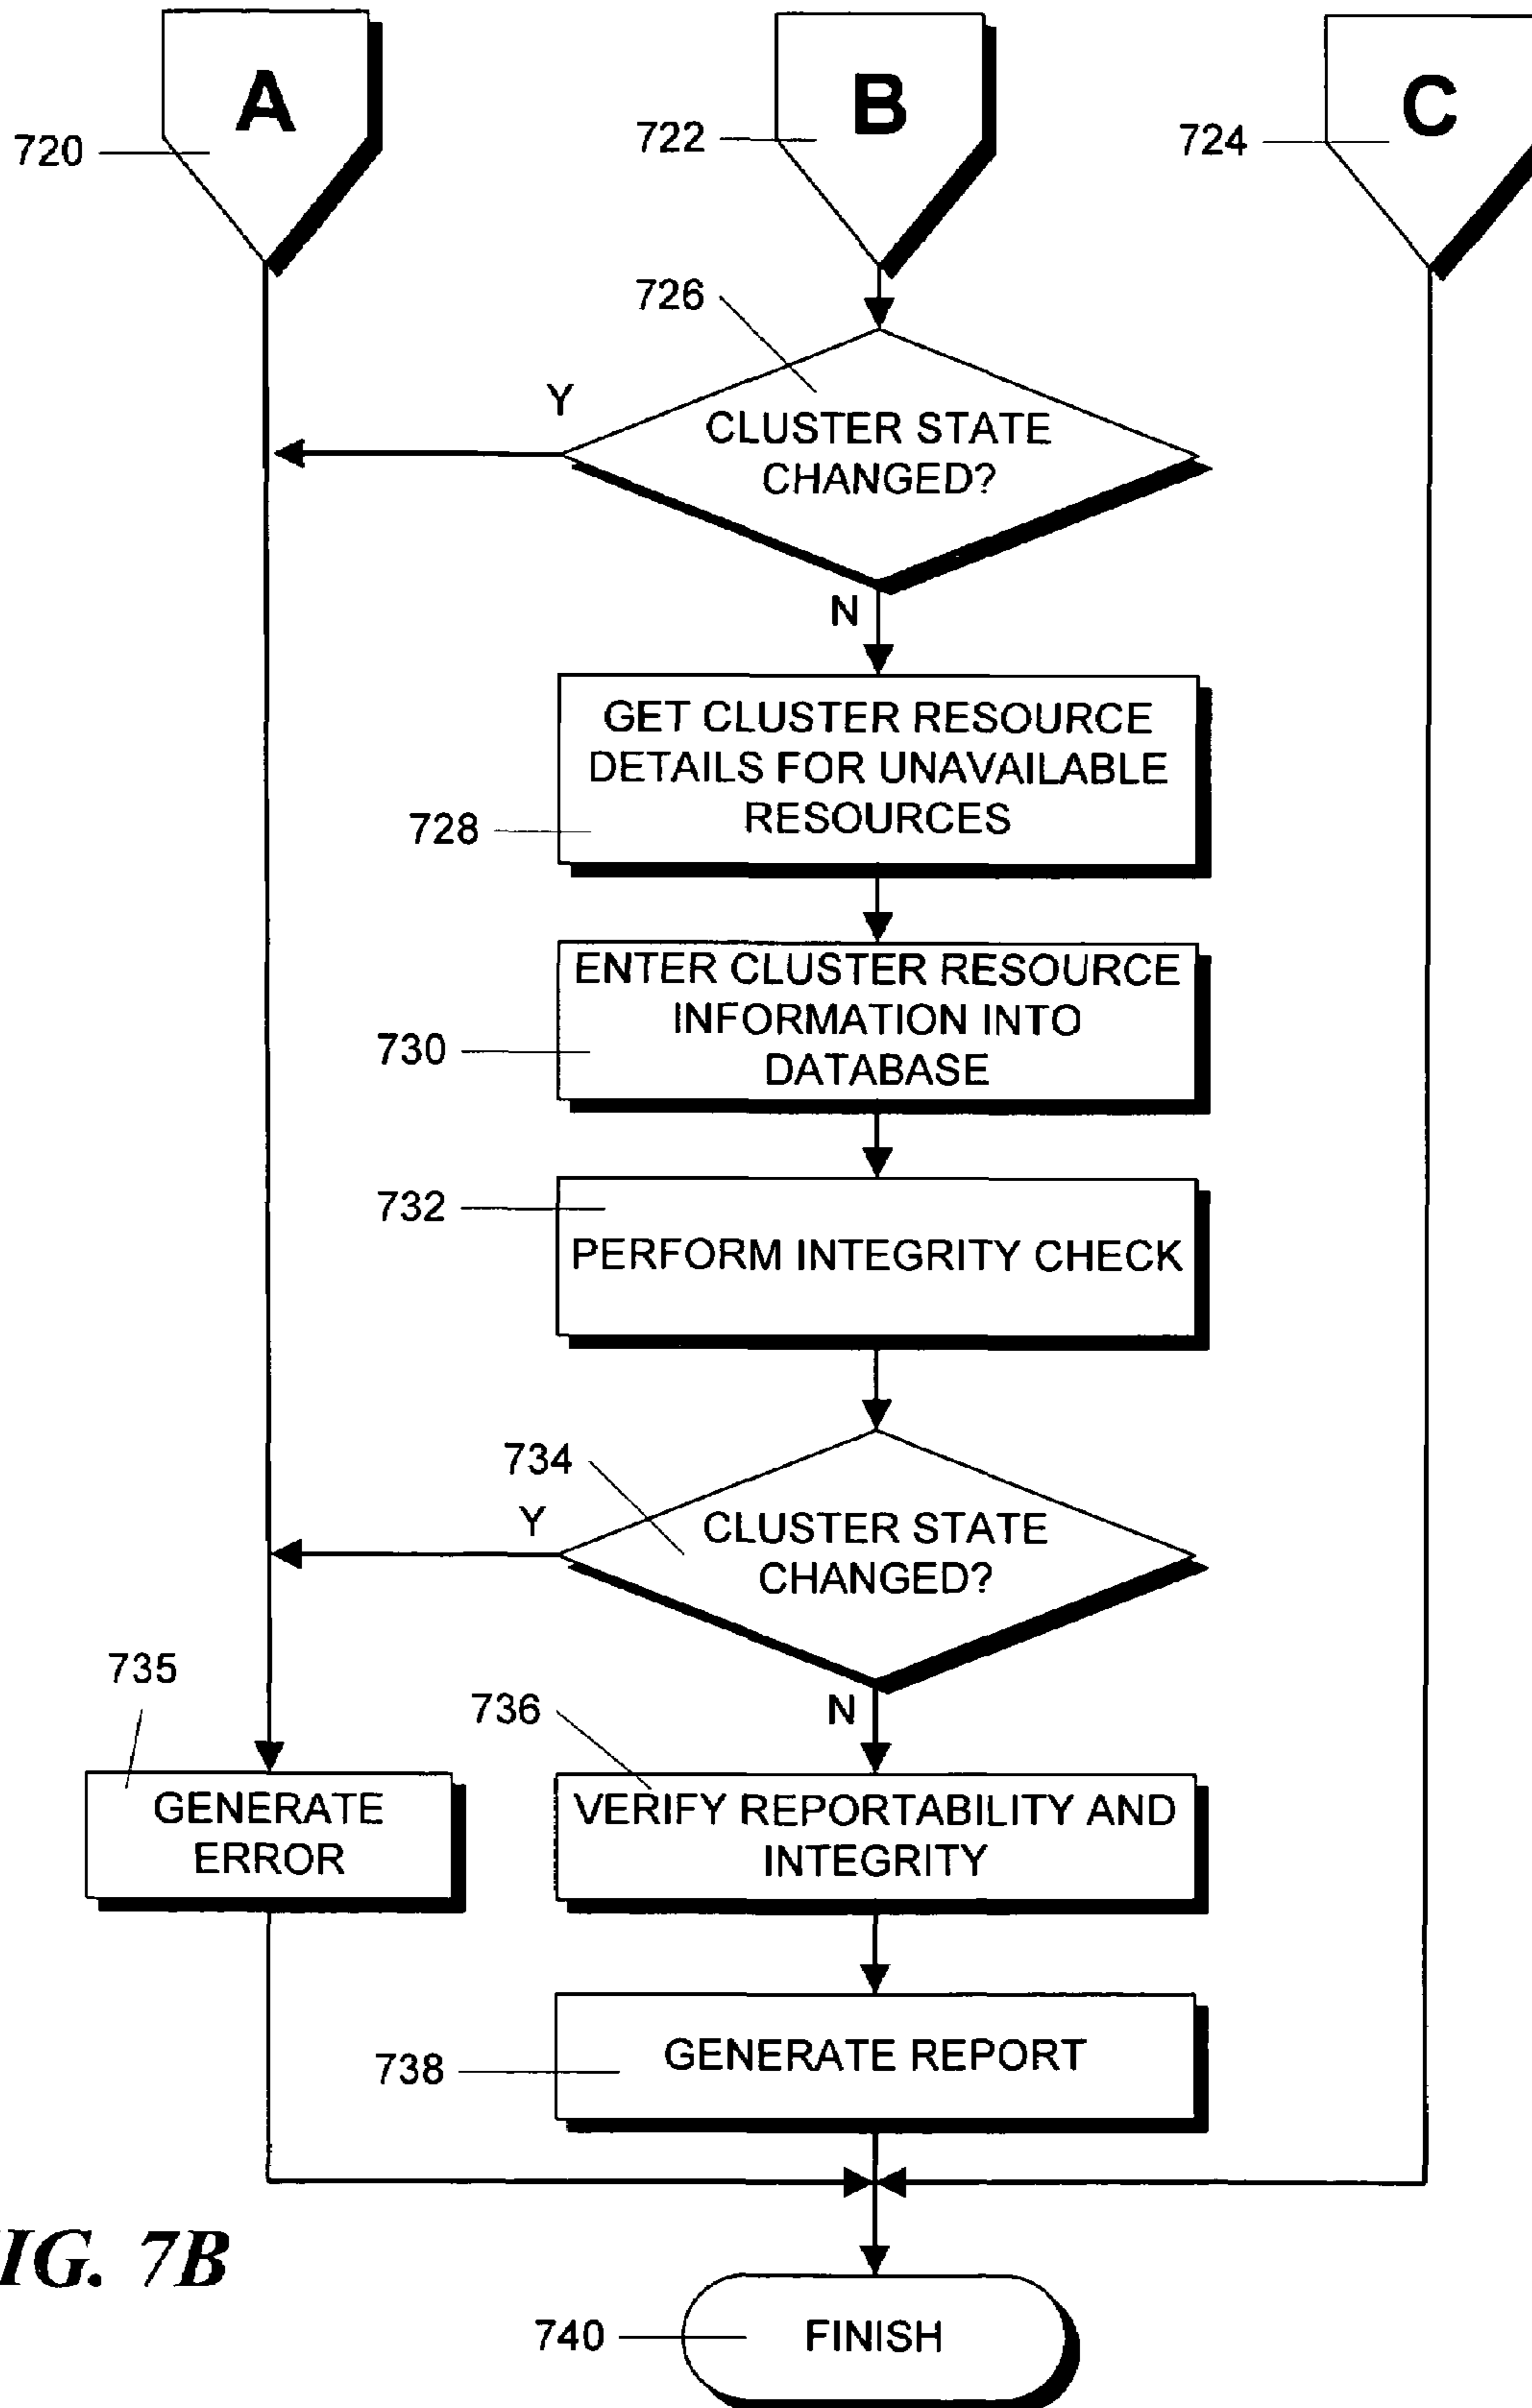 A
B
C
720
722
724
726
Y
CLUSTER STATE
CHANGED?
N
GET CLUSTER RESOURCE
DETAILS FOR UNAVAILABLE
RESOURCES
728
ENTER CLUSTER RESOURCE
INFORMATION INTO
DATABASE
730
732
PERFORM INTEGRITY CHECK
734
Y
CLUSTER STATE
CHANGED?
N
735
736
GENERATE
ERROR
VERIFY REPORTABILITY AND
INTEGRITY
738
GENERATE REPORT
IG. 7B
740
FINISH